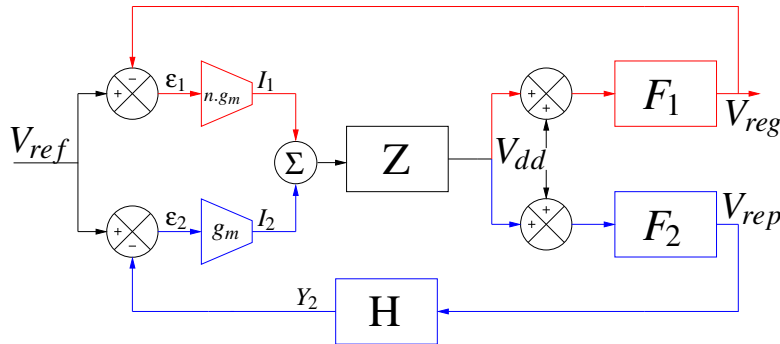 −
+
ε1
n.gm
I1
+
+
F1
Vreg
Vref
Σ
Z
Vdd
+
−
ε2
gm
I2
+
+
F2
Vrep
Y2
H